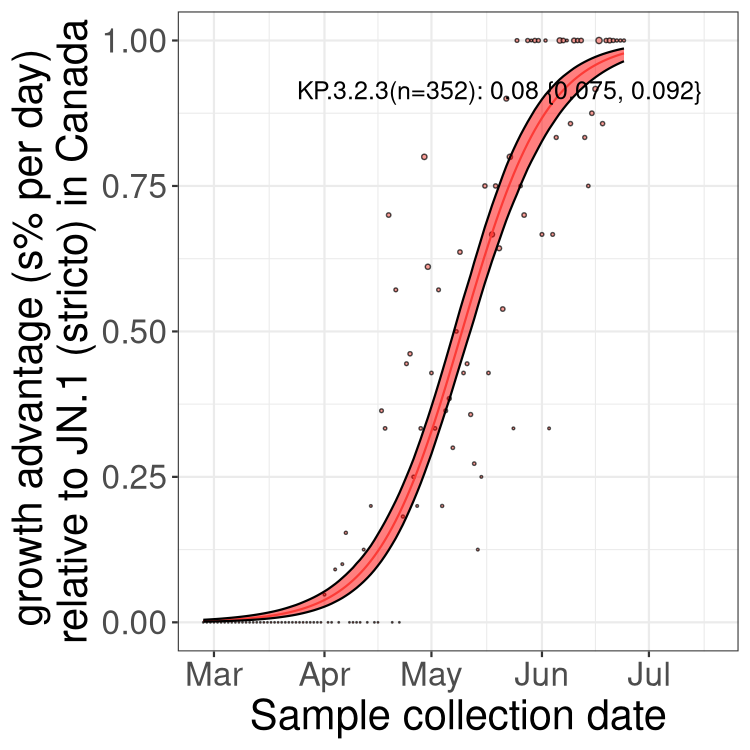 growth advantage (s% per day)
relative to JN.1 (stricto) in Canada
1.00
0.75
0.50
0.25
0.00
KP.3.2.3(n=352): 0.08 {0.075, 0.092}
Mar Apr May Jun Jul
Sample collection date